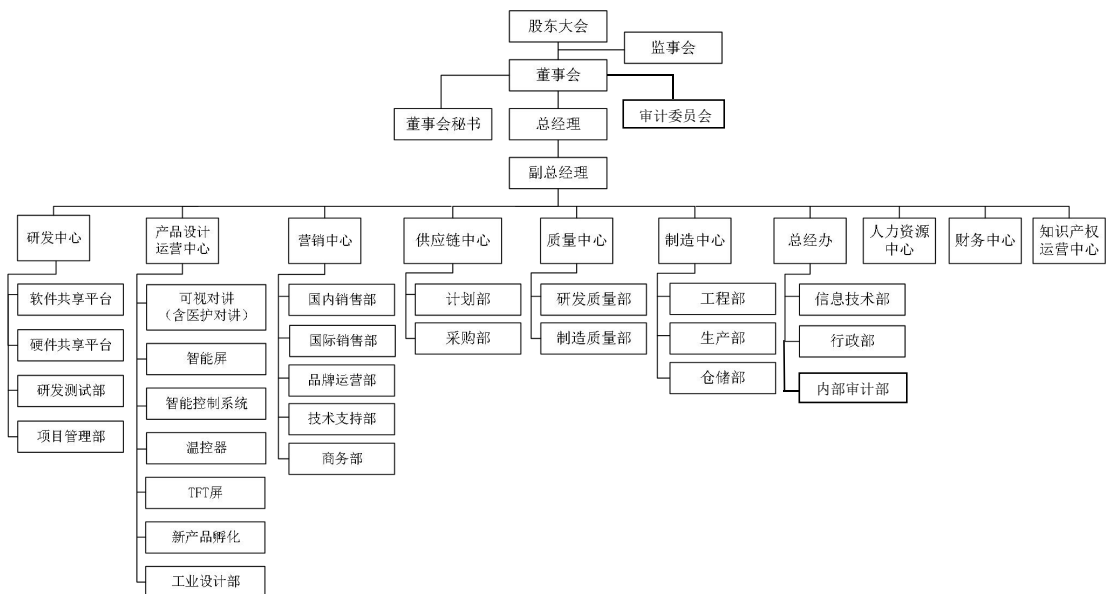 股东大会
监事会
董事会
董事会秘书
总经理
审计委员会
副总经理
研发中心
产品设计
运营中心
营销中心
供应链中心
质量中心
制造中心
总经办
人力资源
中心
财务中心
知识产权
运营中心
软件共享平台
硬件共享平台
研发测试部
项目管理部
可视对讲
（含医护对讲）
智能屏
智能控制系统
温控器
TFT屏
新产品孵化
工业设计部
国内销售部
国际销售部
品牌运营部
技术支持部
商务部
计划部
采购部
研发质量部
制造质量部
工程部
生产部
仓储部
信息技术部
行政部
内部审计部